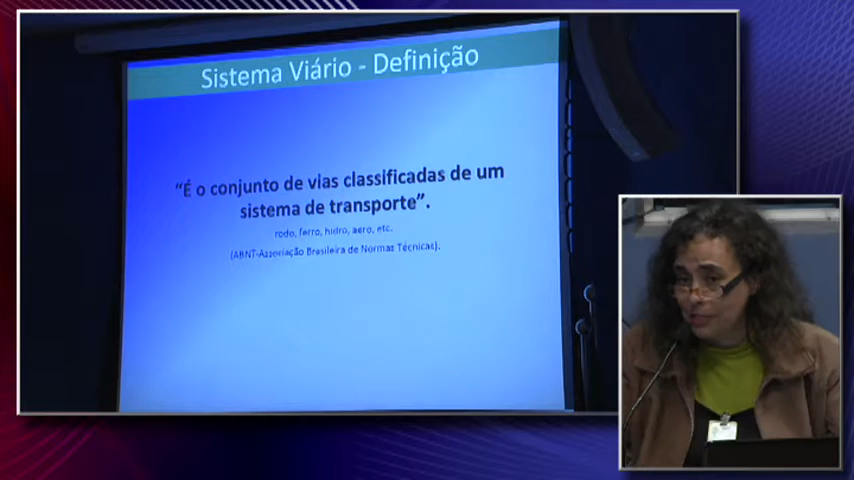 Sistema Viário - Definição
“É o conjunto de vias classificadas de um
sistema de transporte”.
rodo, ferro, hidro, aero, etc.
(ABNT-Associação Brasileira de Normas Técnicas).